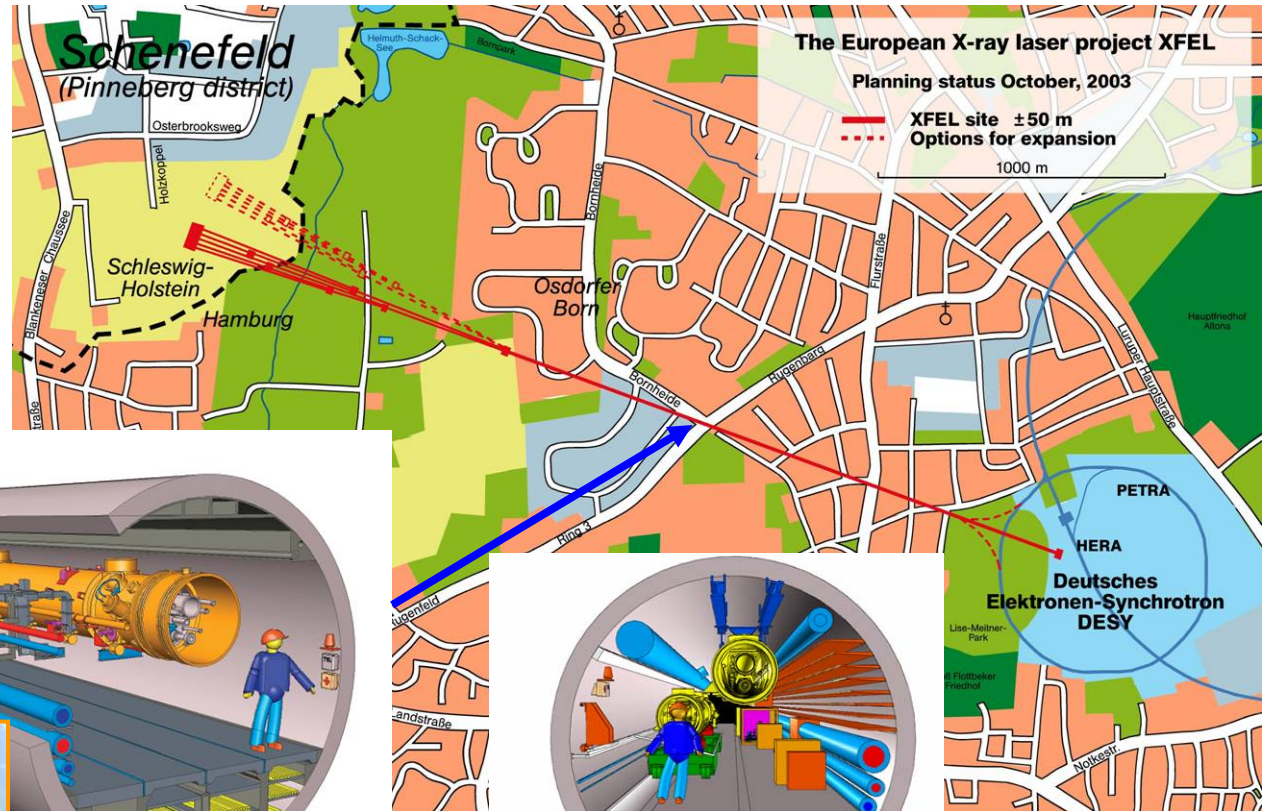 Schenefeld
(Pinneberg district)
Helmuth-Schack-
See
Bornpark
The European X-ray laser project XFEL
Planning status October, 2003
XFEL site ±50 m
Options for expansion
1000 m
Osterbrooksweg
Holzkoppel
Blankeneser Chaussee
Schleswig-
Holstein
Hamburg
Bornheide
Osdorfer
Born
Flurstraße
Rugenbarg
Bornheide
Hauptfriedhof
Altona
Luruper Hauptstraße
Ring 3
PETRA
HERA
Deutsches
Elektronen-Synchrotron
DESY
Lise-Meitner-
Park
Flottbeker
Friedhof
Landstraße
Notkestr.